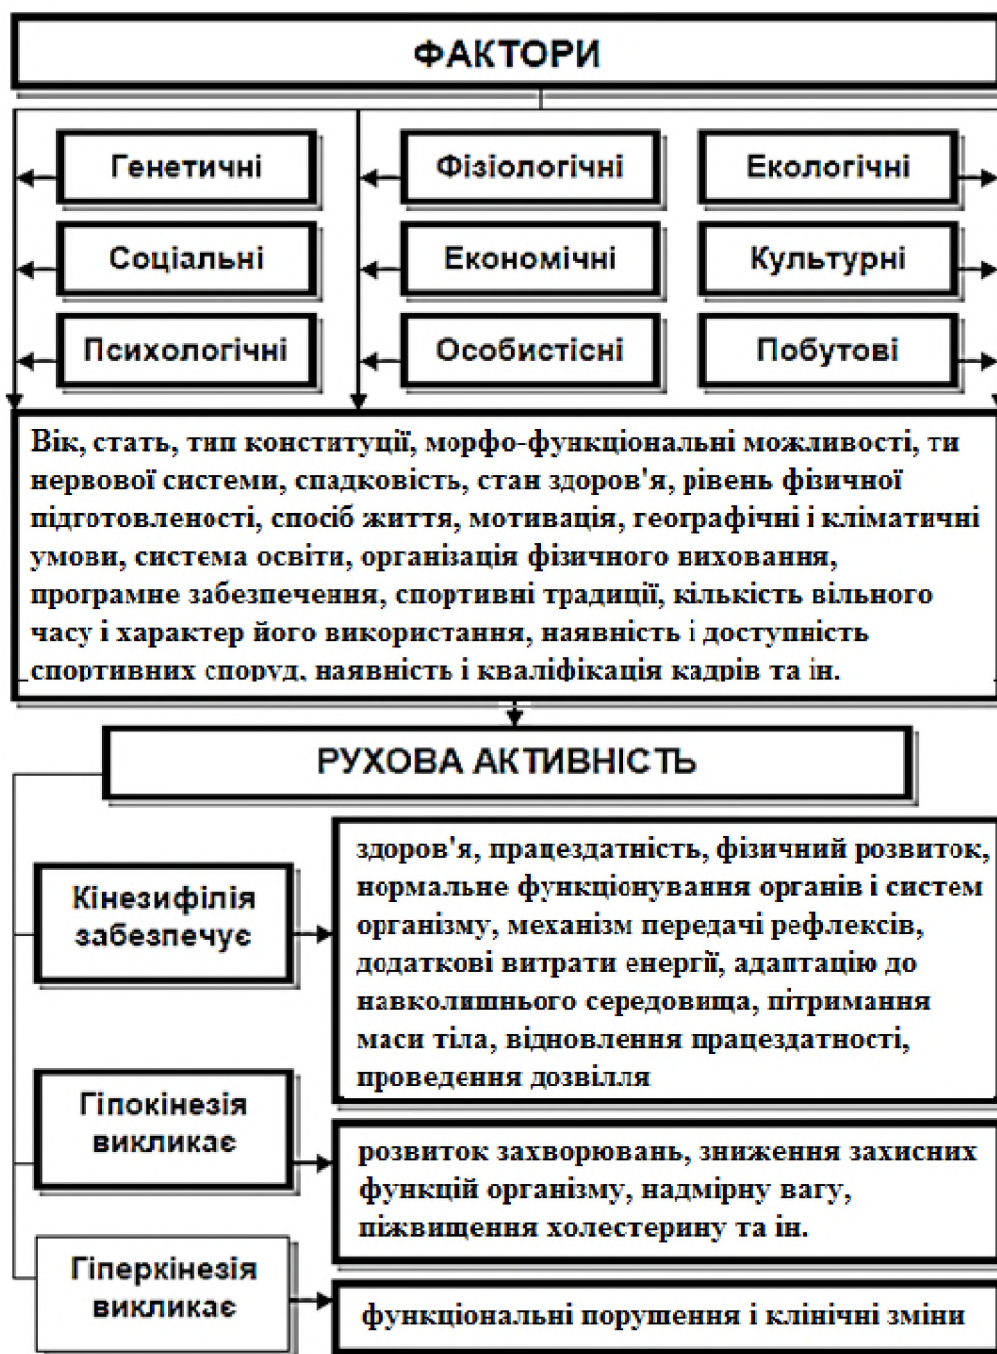 ФАКТОРИ
Генетичні
Фізіологічні
Екологічні
Соціальні
Економічні
Культурні
Психологічні
Особистісні
Побутові
Вік, стать, тип конституції, морфо-функціональні можливості, ти
нервової системи, спадковість, стан здоров'я, рівень фізичної
підготовленості, спосіб життя, мотивація, географічні і кліматичні
умови, система освіти, організація фізичного виховання,
програмне забезпечення, спортивні традиції, кількість вільного
часу і характер його використання, наявність і доступність
спортивних споруд, наявність і кваліфікація кадрів та ін.
РУХОВА АКТИВНІСТЬ
Кінезифілія
забезпечує
здоров'я, працездатність, фізичний розвиток,
нормальне функціонування органів і систем
організму, механізм передачі рефлексів,
додаткові витрати енергії, адаптацію до
навколишнього середовища, пітримання
маси тіла, відновлення працездатності,
проведення дозвілля
Гіпокінезія
викликає
розвиток захворювань, зниження захисних
функцій організму, надмірну вагу,
піжвищення холестерину та ін.
Гіперкінезія
викликає
функціональні порушення і клінічні зміни